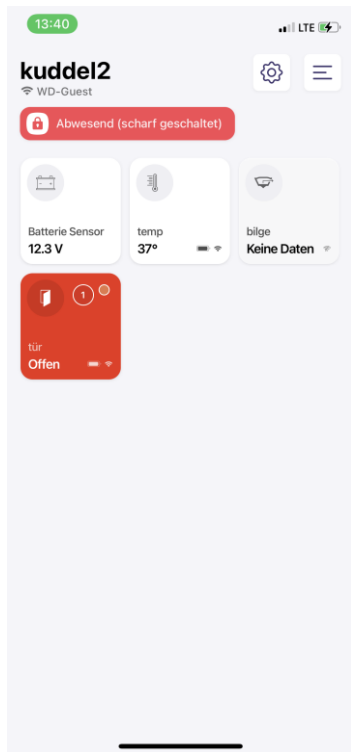 13:40
LTE
kuddel2
WD-Guest
Abwesend (scharf geschaltet)
Batterie Sensor
12.3 V
temp
37°
bilge
Keine Daten
1
tür
Offen